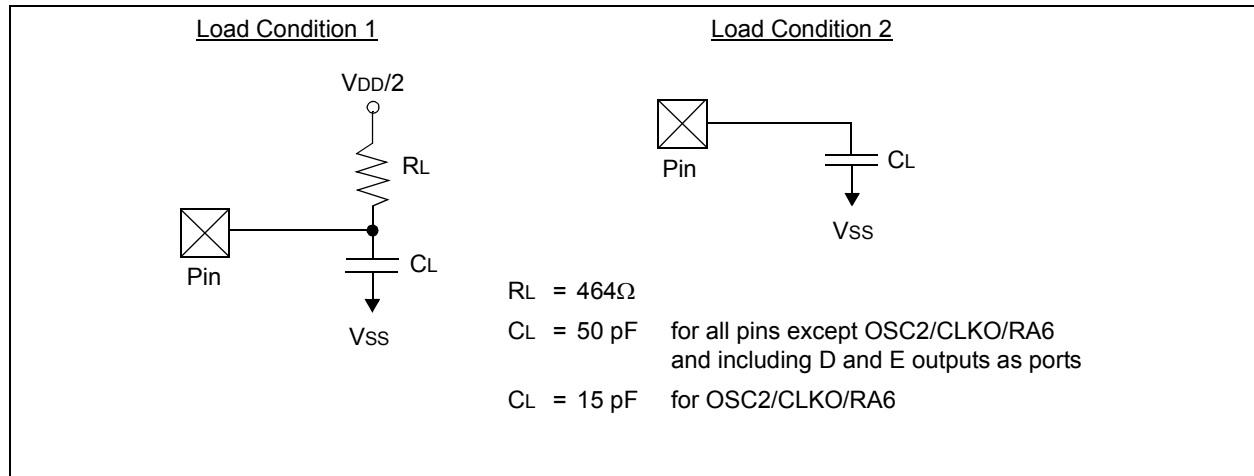 Load Condition 1
VDD/2
RL
Pin
CL
VSS
Load Condition 2
Pin
CL
VSS
RL = 464Ω
CL = 50 pF for all pins except OSC2/CLKO/RA6
and including D and E outputs as ports
CL = 15 pF for OSC2/CLKO/RA6